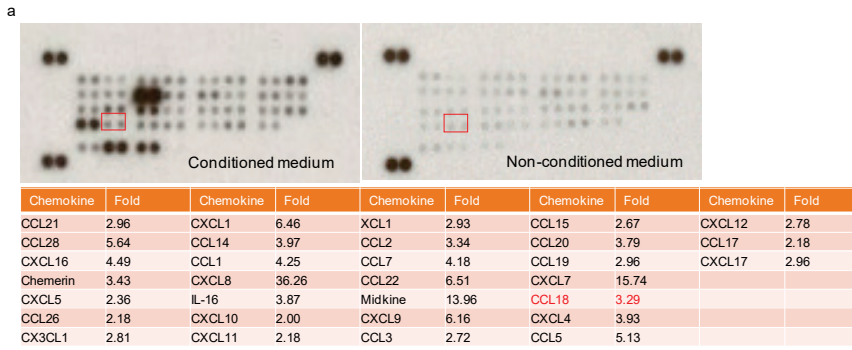 a
Conditioned medium
Non-conditioned medium
Chemokine Fold Chemokine Fold Chemokine Fold Chemokine Fold Chemokine Fold
CCL21 2.96 CXCL1 6.46 XCL1 2.93 CCL15 2.67 CXCL12 2.78
CCL28 5.64 CCL14 3.97 CCL2 3.34 CCL20 3.79 CCL17 2.18
CXCL16 4.49 CCL1 4.25 CCL7 4.18 CCL19 2.96 CXCL17 2.96
Chemerin 3.43 CXCL8 36.26 CCL22 6.51 CXCL7 15.74
CXCL5 2.36 IL-16 3.87 Midkine 13.96 CCL18 3.29
CCL26 2.18 CXCL10 2.00 CXCL9 6.16 CXCL4 3.93
CX3CL1 2.81 CXCL11 2.18 CCL3 2.72 CCL5 5.13